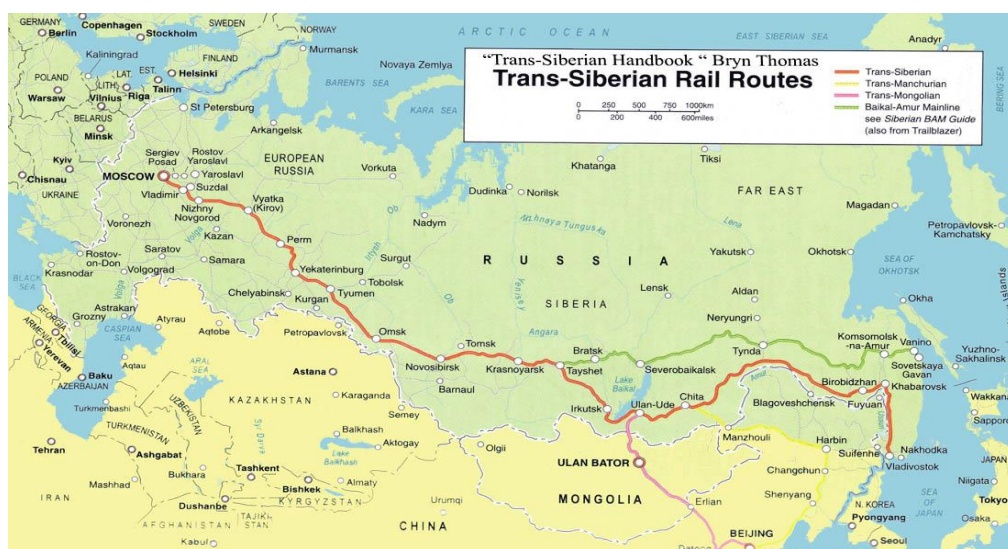 GERMANY
Copenhagen
SWEDEN
NORWAY
Berlin
Stockholm
Kaliningrad
FINLAND
Murmansk
ARCTIC OCEAN
EAST SIBERIAN SEA
Anadyr
POLAND
LAT.
EST.
Helsinki
Novaya Zemlya
(LITH)
Talinn
BARENTS SEA
Warsaw
Vilnius
Riga
KARA SEA
BERING SEA
BELARUS
St Petersburg
Minsk
Arkangelsk
“Trans-Siberian Handbook “ Bryn Thomas
Trans-Siberian Rail Routes
0 250 500 750 1000km
0 200 400 600miles
Trans-Siberian
Trans-Manchurian
Trans-Mongolian
Baikal-Amur Mainline
see Siberian BAM Guide
(also from Trailblazer)
Kyiv
Chisnau
UKRAINE
Sergiev
Posad
Rostov
Yaroslavl
Yaroslavl
MOSCOW
Suzdal
Vladimir
EUROPEAN
RUSSIA
Vorkuta
Khatanga
Tiksi
Dudinka
Norilsk
FAR EAST
Magadan
Nizhny
Novgorod
Vyatka
(Kirov)
Ob
Nadym
Lena
Petropavlovsk-
Kamchatsky
Voronezh
Volga
Kazan
Perm
Irtysh
Surgut
RUSSIA
Yakutsk
Okhotsk
SEA OF
OKHOTSK
Rostov-
on-Don
Saratov
Samara
Krasnodar
Volgograd
Yekaterinburg
Tobolsk
Ob
Yenisey
Lensk
Aldan
BLACK
SEA
Volga
Chelyabinsk
Tyumen
Kurgan
SIBERIA
Okha
Astrakan
GEORGIA
Grozny
Atyrau
Aqtobe
Petropavlovsk
Omsk
Angara
Neryungri
ARMENIA
Tbilisi
CASPIAN
SEA
Tomsk
Bratsk
Tynda
Komsomolsk
-na-Amur
Vanino
Yuzhno-
Sakhalinsk
Yerevan
Aqtau
ARAL
SEA
Astana
Novosibirsk
Krasnoyarsk
Tayshet
Severobaikalsk
Sovetskaya
Gavan
Baku
Barnaul
Lake
Baikal
Amur
Birobidzhan
Khabarovsk
AZERBAIJAN
KAZAKHSTAN
Karaganda
Irkutsk
Ulan-Ude
Chita
Blagoveshchensk
Fuyuan
Wakkanai
Turkmenbashi
UZBEKISTAN
Syr Darya
Semey
Sapporo
TURKMENISTAN
Balkhash
Olgii
Manzhouli
Harbin
Suifenhe
Nakhodka
Tehran
Ashgabat
Lake
Balkhash
Aktogay
ULAN BATOR
Changchun
Vladivostok
JAPAN
Bukhara
Tashkent
Mashhad
Bishkek
Almaty
MONGOLIA
Shenyang
Niigata
IRAN
Dushanbe
KYRGYZSTAN
Urumqi
Erlian
N. KOREA
SEA OF
JAPAN
Tokyo
AFGHANISTAN
CHINA
BEIJING
Pyongyang
Osaka
Kabul
Seoul